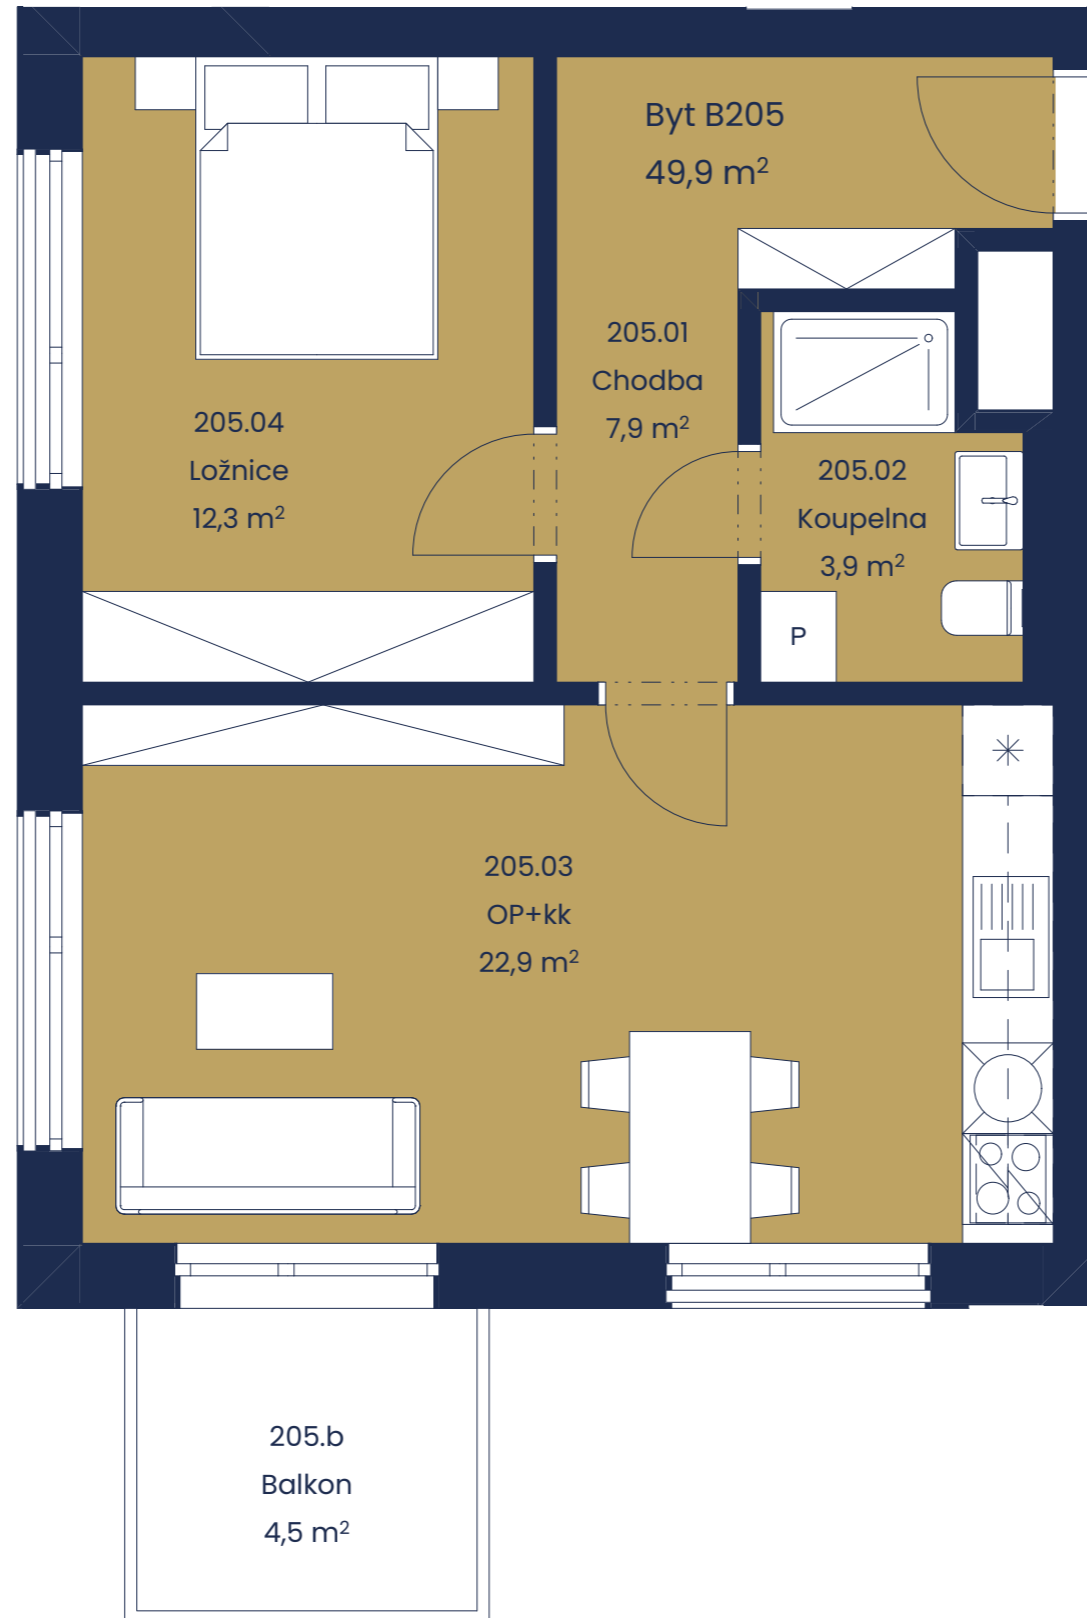 Byt B205
49,9 m²
205.01
Chodba
7,9 m²
205.04
Ložnice
12,3 m²
205.02
Koupelna
3,9 m²
P
205.03
OP+kk
22,9 m²
205.b
Balkon
4,5 m²